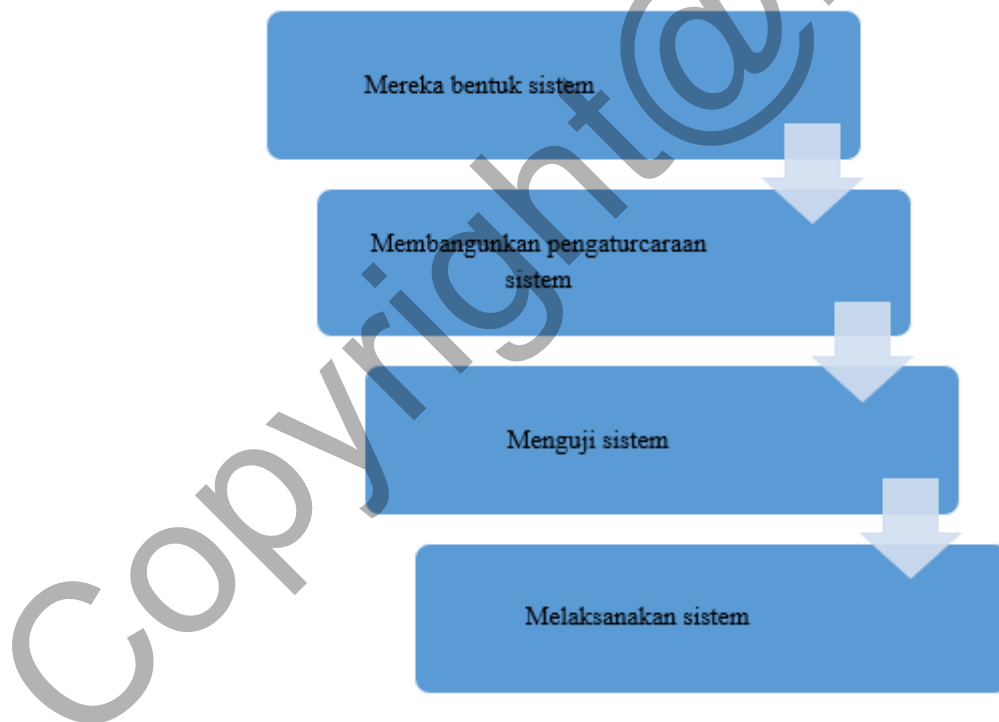 Mereka bentuk sistem
Membangunkan pengaturcaraan
sistem
Menguji sistem
Melaksanakan sistem
Copyright@